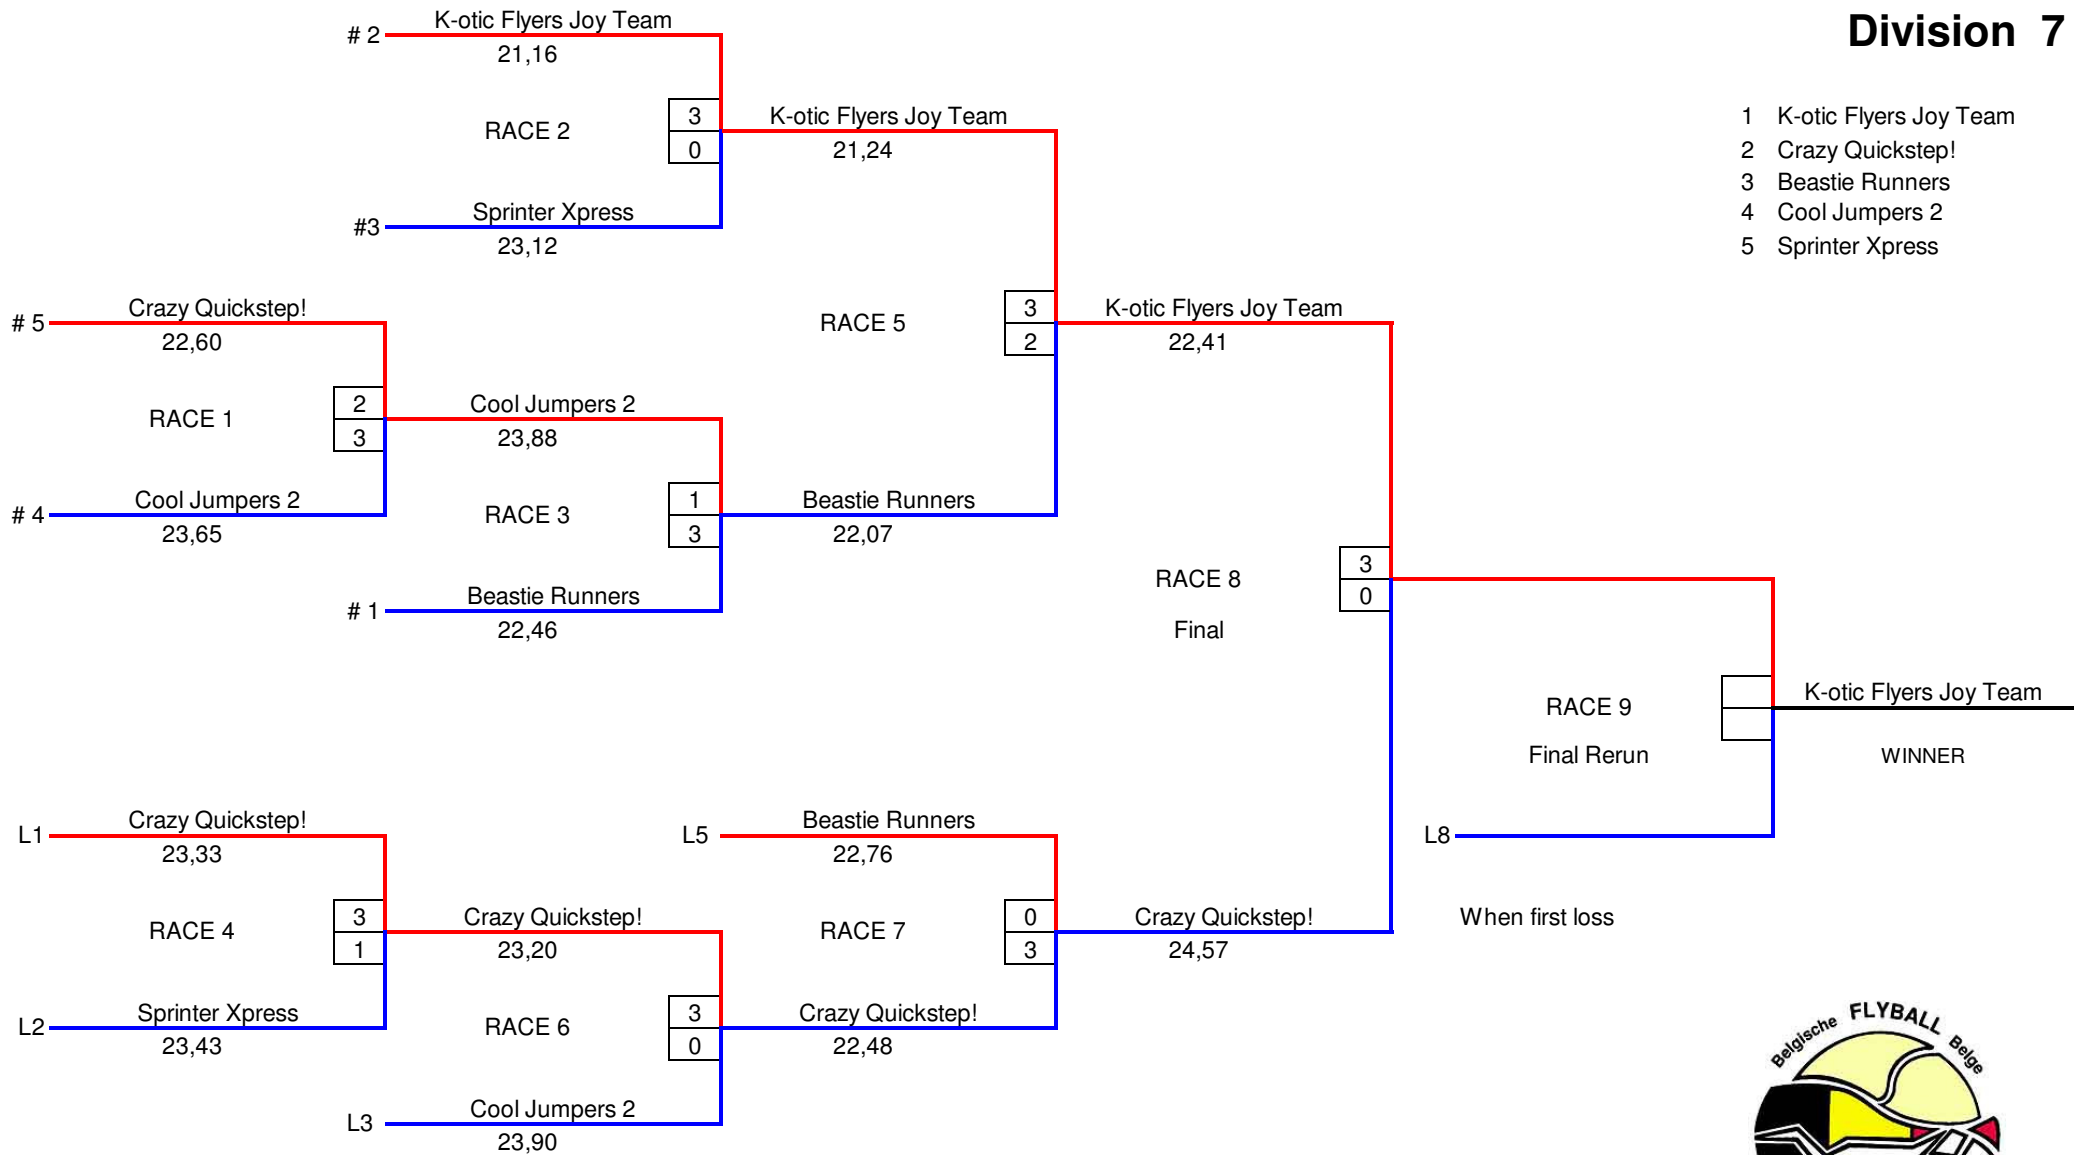 Division 7
1 K-otic Flyers Joy Team
2 Crazy Quickstep!
3 Beastie Runners
4 Cool Jumpers 2
5 Sprinter Xpress
# 2 K-otic Flyers Joy Team
21,16
RACE 2
3
0
#3 Sprinter Xpress
23,12
K-otic Flyers Joy Team
21,24
# 5 Crazy Quickstep!
22,60
RACE 1
2
3
# 4 Cool Jumpers 2
23,65
Cool Jumpers 2
23,88
RACE 3
1
3
# 1 Beastie Runners
22,46
RACE 5
3
2
Beastie Runners
22,07
K-otic Flyers Joy Team
22,41
RACE 8
Final
3
0
RACE 9
Final Rerun
K-otic Flyers Joy Team
WINNER
L1 Crazy Quickstep!
23,33
RACE 4
3
1
L2 Sprinter Xpress
23,43
Crazy Quickstep!
23,20
RACE 6
3
0
L3 Cool Jumpers 2
23,90
L5 Beastie Runners
22,76
RACE 7
0
3
Crazy Quickstep!
22,48
Crazy Quickstep!
24,57
L8
When first loss
Belgische FLYBALL Belge